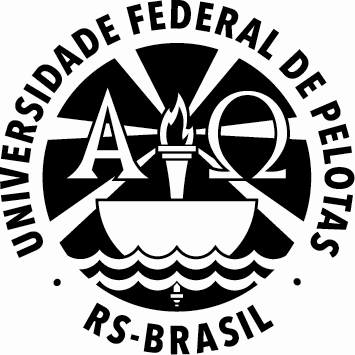 UNIVERSIDADE FEDERAL DE PELOTAS
A Ω
RS-BRASIL